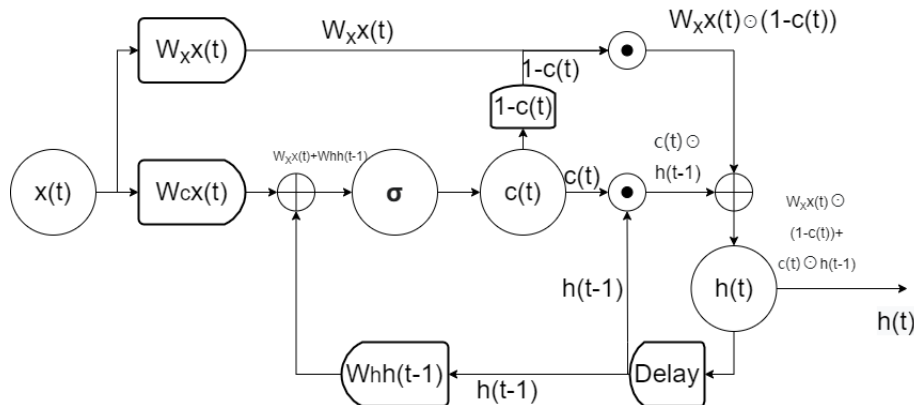 Wxx(t)
Wxx(t)
Wxx(t)⊙(1-c(t))
1-c(t)
1-c(t)
x(t)
Wcx(t)
Wxx(t)+Whh(t-1)
σ
c(t)
c(t)
c(t)⊙
h(t-1)
Wxx(t)⊙
(1-c(t))+
c(t)⊙h(t-1)
h(t-1)
h(t)
h(t)
Whh(t-1)
h(t-1)
Delay